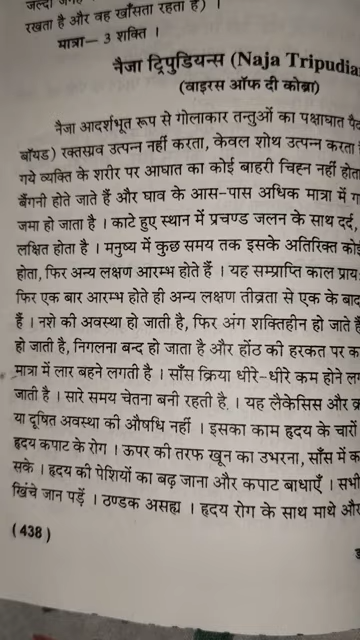 रखता है और वह खाँसता रहता है) ।
मात्रा— 3 शक्ति ।
नैजा ट्रिपुडियन्स (Naja Tripudia
(वाइरस ऑफ दी कोब्रा)
नैजा आदर्शभूत रूप से गोलाकार तन्तुओं का पक्षाघात पै
बॉयड) रक्तस्राव उत्पन्न नहीं करता, केवल शोथ उत्पन्न करता
गये व्यक्ति के शरीर पर आघात का कोई बाहरी चिह्न नहीं होता
बैंगनी होते जाते हैं और घाव के आस-पास अधिक मात्रा में ग
जमा हो जाता है । काटे हुए स्थान में प्रचण्ड जलन के साथ दर्द,
लक्षित होता है । मनुष्य में कुछ समय तक इसके अतिरिक्त कोई
होता, फिर अन्य लक्षण आरम्भ होते हैं । यह सम्प्राप्ति काल प्राय
फिर एक बार आरम्भ होते ही अन्य लक्षण तीव्रता से एक के बाद
हैं । नशे की अवस्था हो जाती है, फिर अंग शक्तिहीन हो जाते हैं
हो जाती है, निगलना बन्द हो जाता है और होंठ की हरकत पर क
मात्रा में लार बहने लगती है । साँस क्रिया धीरे-धीरे कम होने लग
जाती है । सारे समय चेतना बनी रहती है. । यह लैकेसिस और क्र
या दूषित अवस्था की औषधि नहीं । इसका काम हृदय के चारों
हृदय कपाट के रोग । ऊपर की तरफ खून का उभरना, साँस में क
सके । हृदय की पेशियों का बढ़ जाना और कपाट बाधाएँ । सभी
खिंचे जान पड़ें । ठण्डक असह्य । हृदय रोग के साथ माथे और
(438)